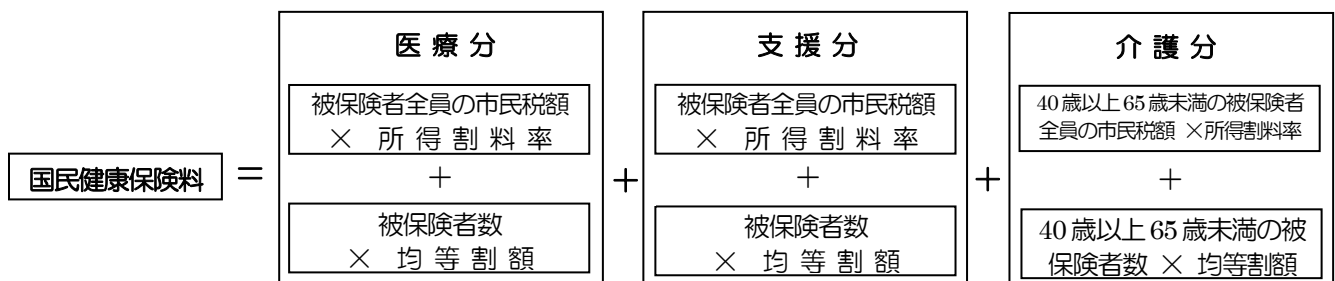 国民健康保険料
=
医療分
被保険者全員の市民税額
× 所得割料率
+
被保険者数
× 均等割額
+
支援分
被保険者全員の市民税額
× 所得割料率
+
被保険者数
× 均等割額
+
介護分
40歳以上65歳未満の被保険者
全員の市民税額 ×所得割料率
+
40歳以上65歳未満の被
保険者数 × 均等割額